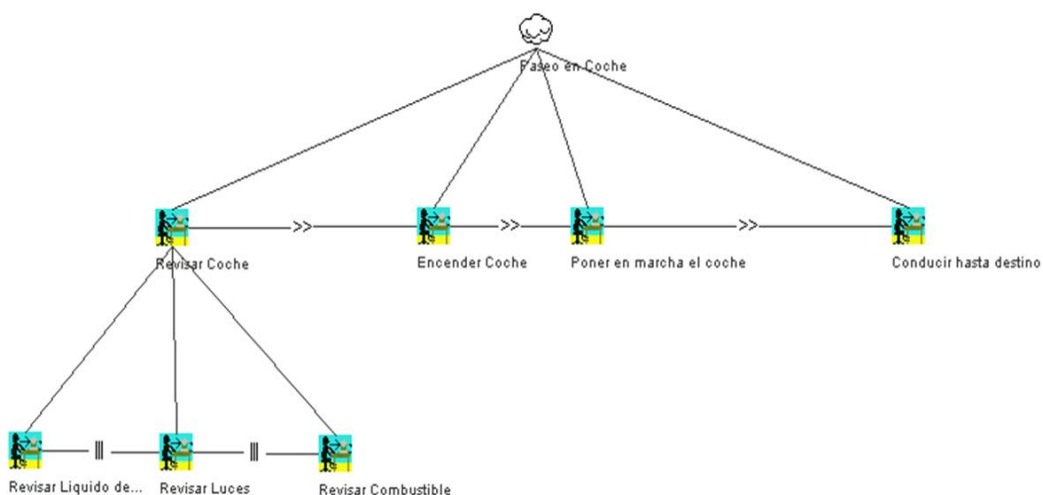 Paseo en Coche
>> >> >>
Revisar Coche Encender Coche Poner en marcha el coche Conducir hasta destino
||| |||
Revisar Liquido de... Revisar Luces Revisar Combustible